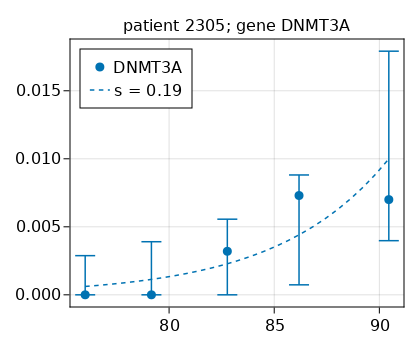 patient 2305; gene DNMT3A
DNMT3A
s = 0.19
0.015
0.010
0.005
0.000
80 85 90